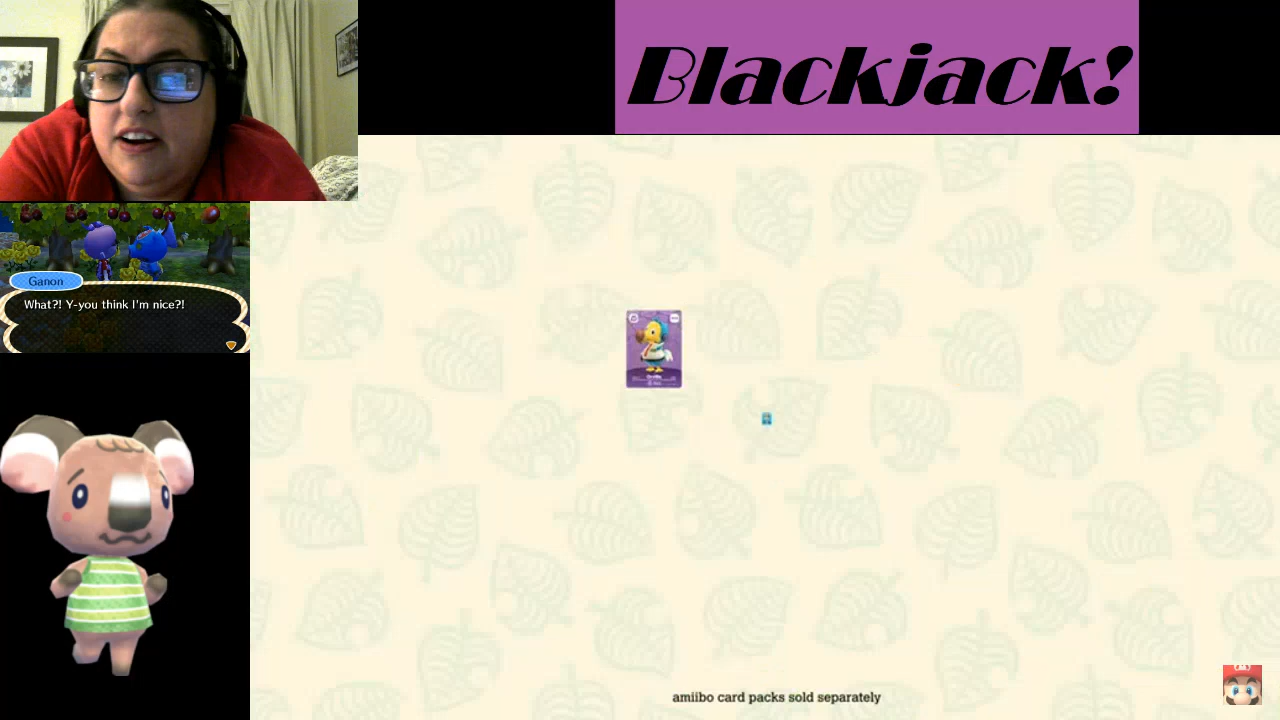 Blackjack!
Ganon
What?! Y-you think I'm nice?!
amiibo card packs sold separately